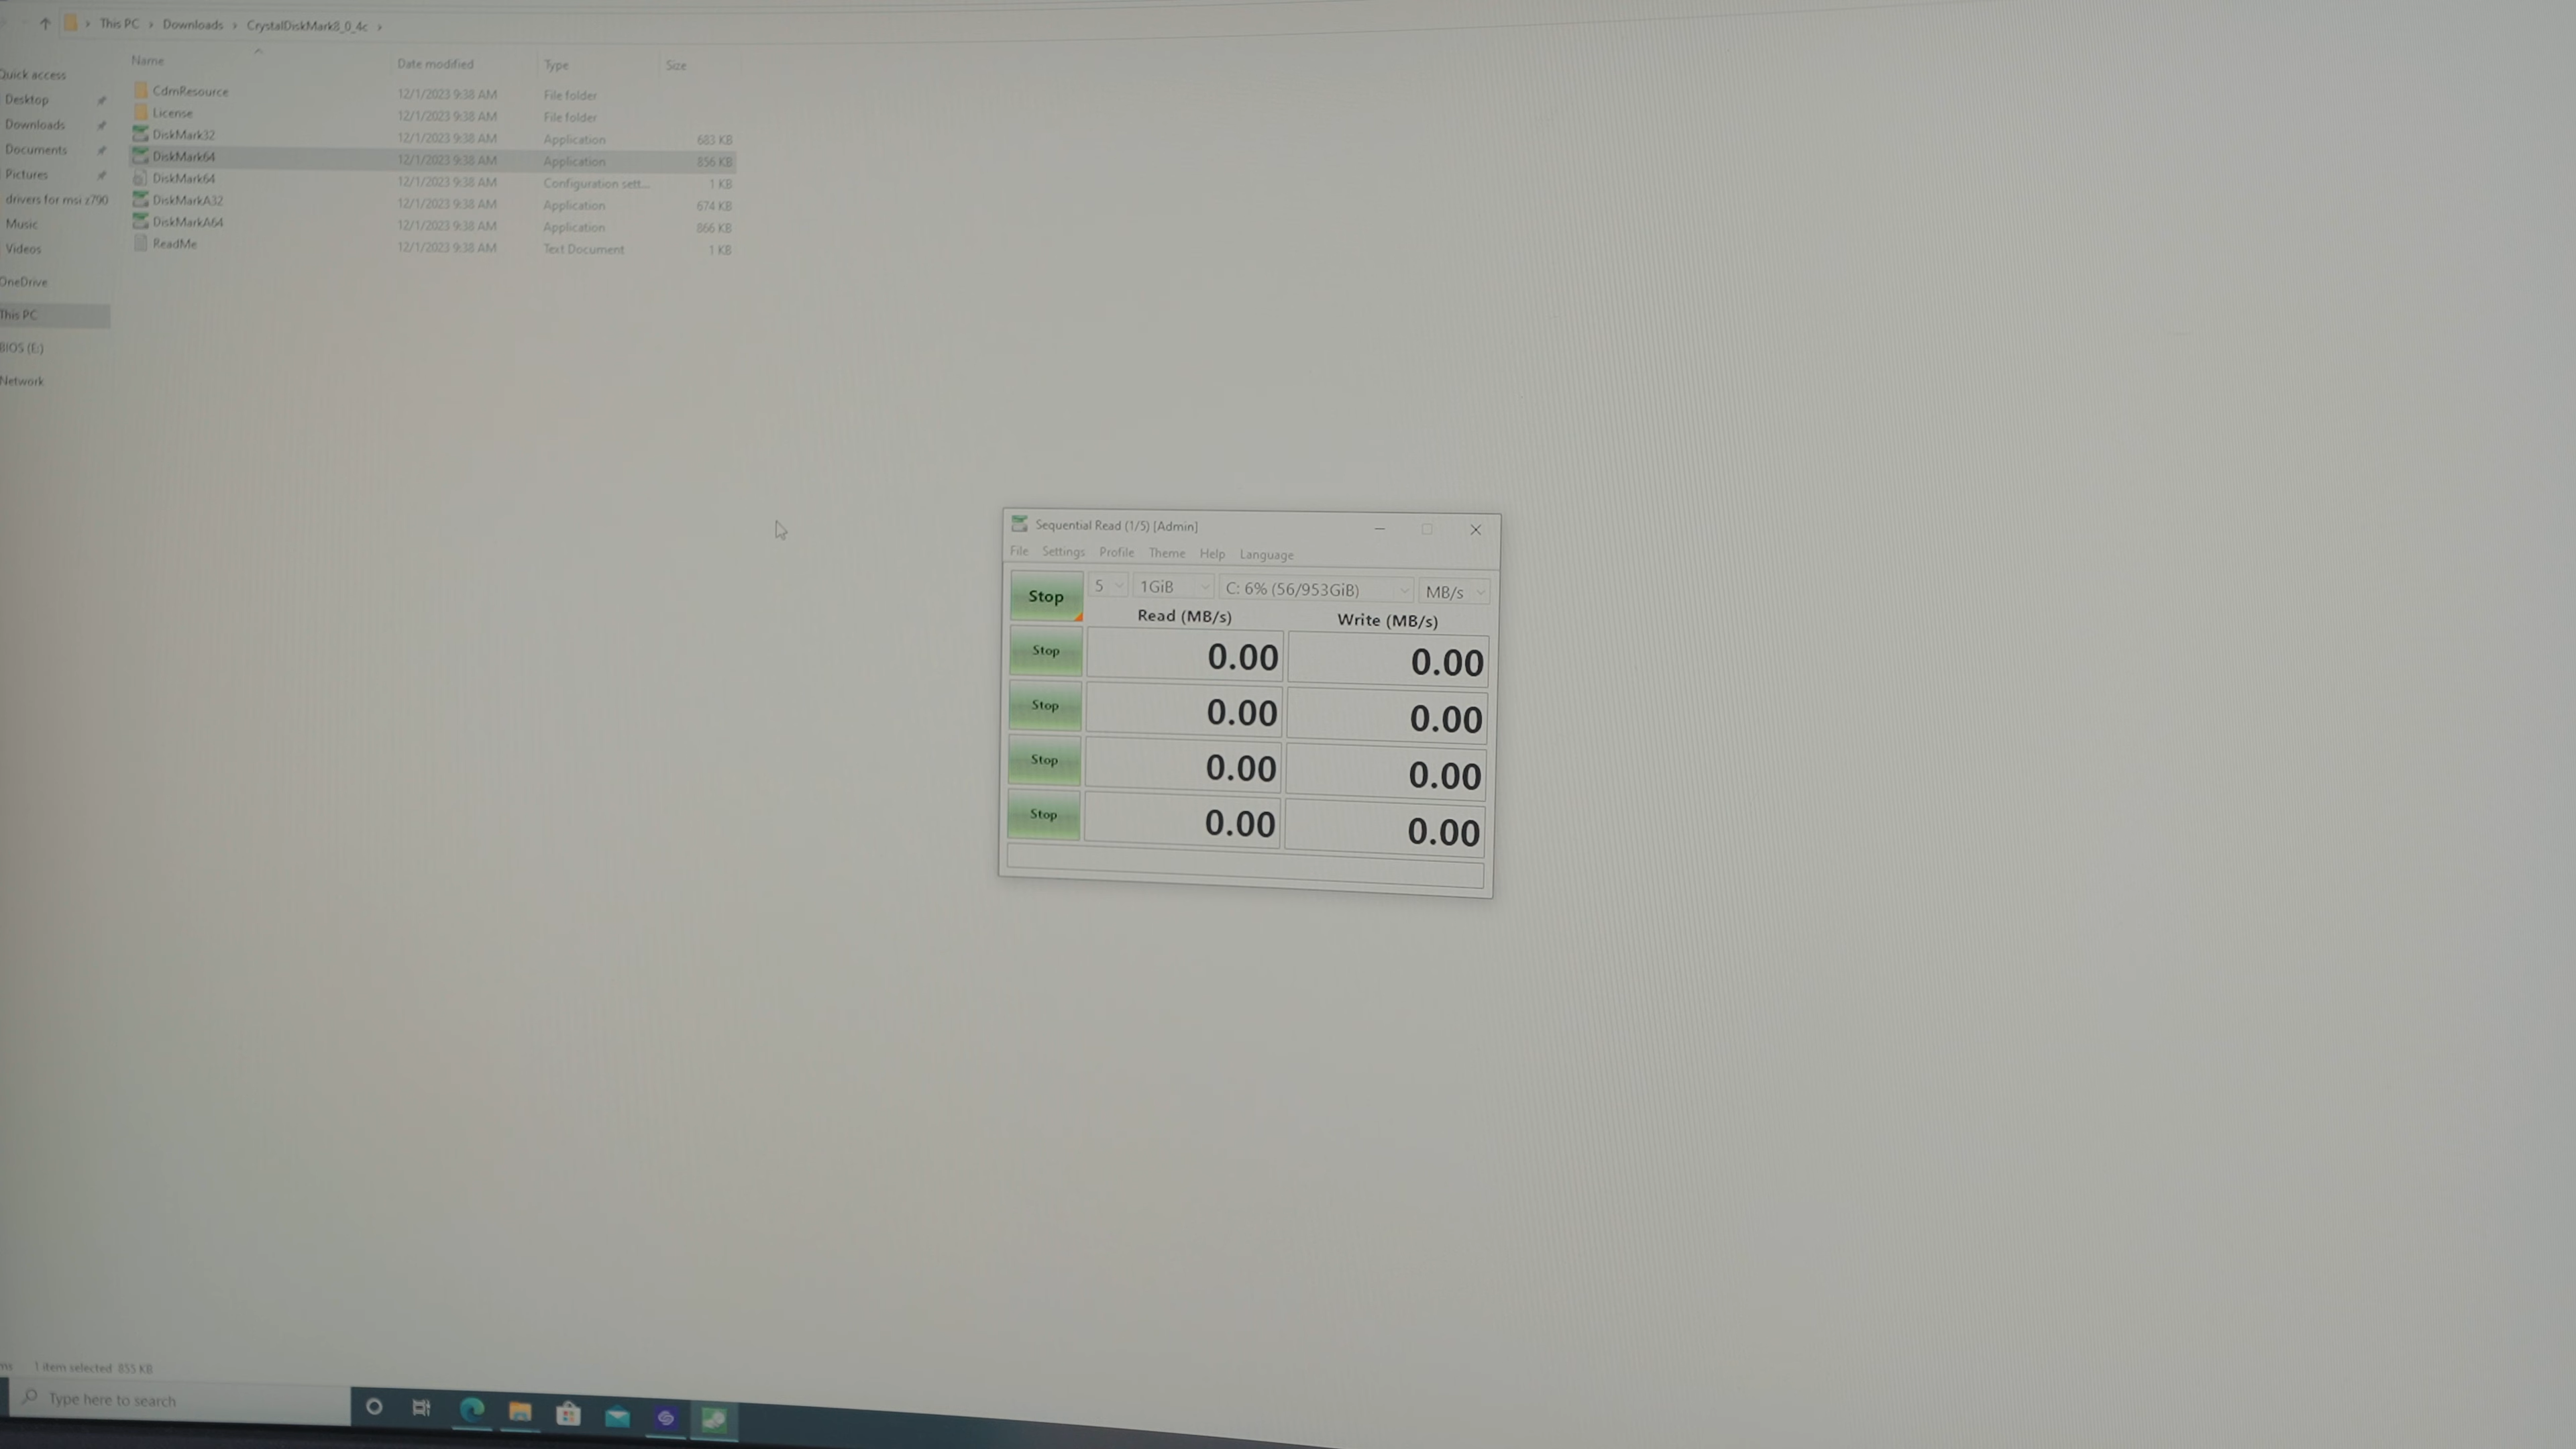 This PC > Downloads > CrystalDiskMark8_0_4c >
Name Date modified Type Size
CdmResource 12/1/2023 9:38 AM File folder
License 12/1/2023 9:38 AM File folder
DiskMark32 12/1/2023 9:38 AM Application 683 KB
DiskMark64 12/1/2023 9:38 AM Application 856 KB
DiskMark64 12/1/2023 9:38 AM Configuration sett... 1 KB
DiskMarkA32 12/1/2023 9:38 AM Application 674 KB
DiskMarkA64 12/1/2023 9:38 AM Application 866 KB
ReadMe 12/1/2023 9:38 AM Text Document 1 KB
Quick access
Desktop
Downloads
Documents
Pictures
drivers for msi z790
Music
Videos
OneDrive
This PC
BIOS (E:)
Network
Sequential Read (1/5) [Admin]
File Settings Profile Theme Help Language
Stop 5 1GiB C: 6% (56/953GiB) MB/s
Read (MB/s) Write (MB/s)
Stop 0.00 0.00
Stop 0.00 0.00
Stop 0.00 0.00
Stop 0.00 0.00
1 item selected 855 KB
Type here to search